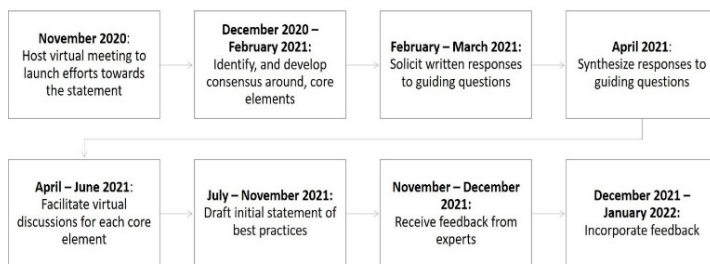 November 2020:
Host virtual meeting to
launch efforts towards
the statement
December 2020 –
February 2021:
Identify, and develop
consensus around, core
elements
February – March 2021:
Solicit written responses
to guiding questions
April 2021:
Synthesize responses to
guiding questions
April – June 2021:
Facilitate virtual
discussions for each core
element
July – November 2021:
Draft initial statement of
best practices
November – December
2021:
Receive feedback from
experts
December 2021 –
January 2022:
Incorporate feedback